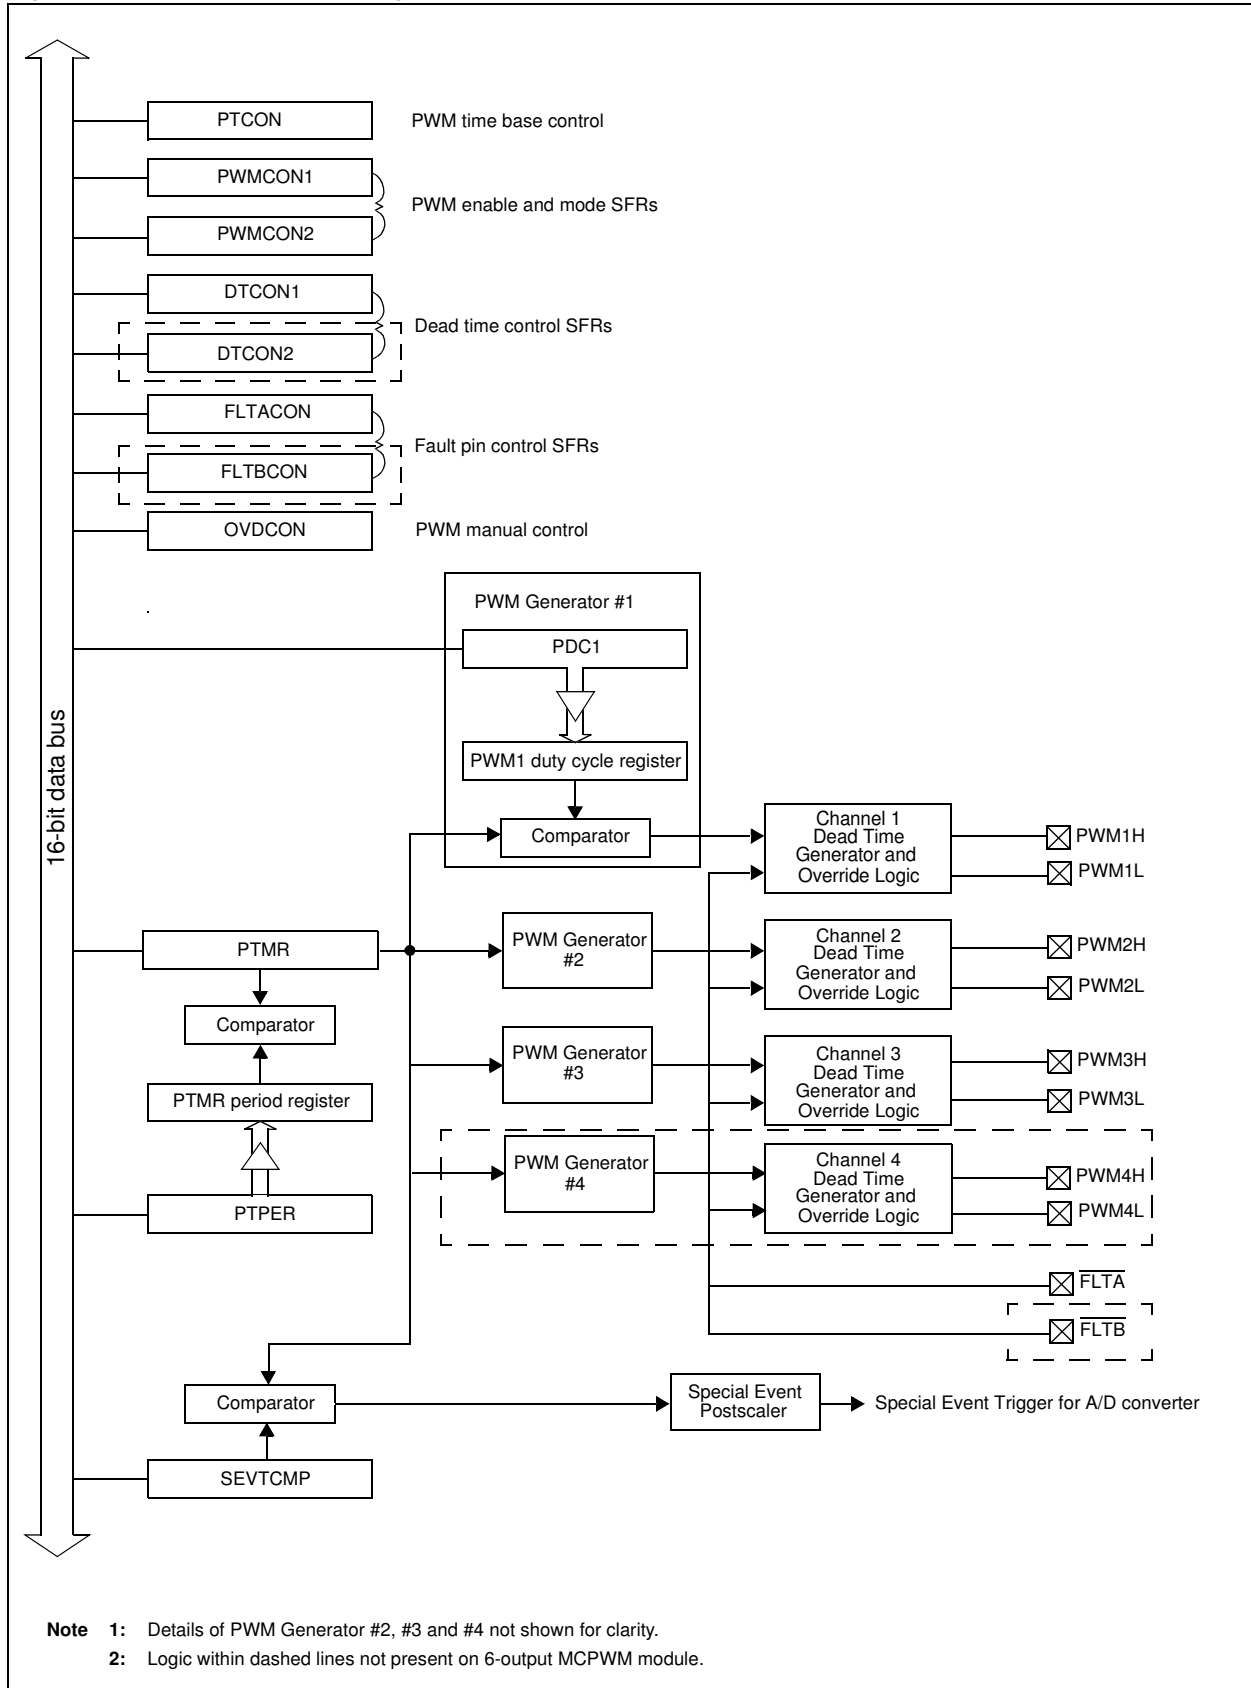 PTCON
PWM time base control
PWMCON1
PWM enable and mode SFRs
PWMCON2
DTCON1
Dead time control SFRs
DTCON2
FLTACON
Fault pin control SFRs
FLTBCON
OVDCON
PWM manual control
16-bit data bus
PWM Generator #1
PDC1
PWM1 duty cycle register
Comparator
Channel 1
Dead Time
Generator and
Override Logic
PWM1H
PWM1L
PTMR
PWM Generator
#2
Channel 2
Dead Time
Generator and
Override Logic
PWM2H
PWM2L
Comparator
PWM Generator
#3
Channel 3
Dead Time
Generator and
Override Logic
PWM3H
PWM3L
PTMR period register
PWM Generator
#4
Channel 4
Dead Time
Generator and
Override Logic
PWM4H
PWM4L
PTPER
FLTA
FLTB
Comparator
Special Event
Postscaler
Special Event Trigger for A/D converter
SEVTCMP
Note 1: Details of PWM Generator #2, #3 and #4 not shown for clarity.
2: Logic within dashed lines not present on 6-output MCPWM module.